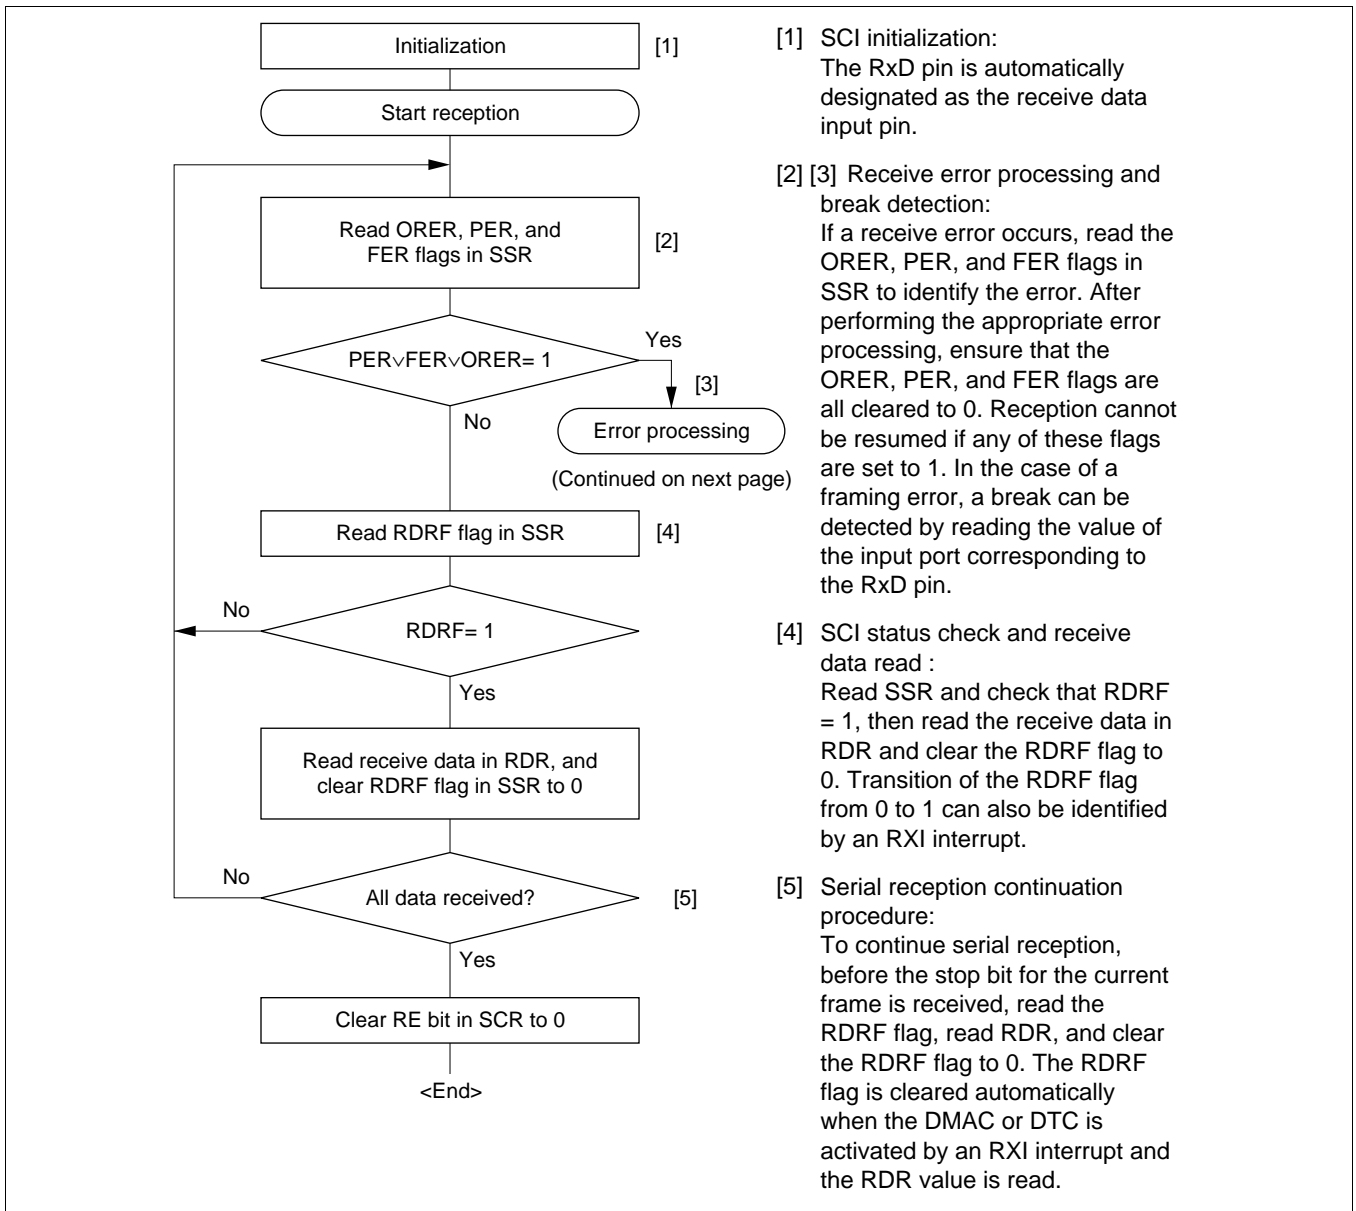 Initialization
[1]
Start reception
Read ORER, PER, and
FER flags in SSR
[2]
PER∨FER∨ORER= 1
Yes
[3]
No
Error processing
(Continued on next page)
Read RDRF flag in SSR
[4]
No
RDRF= 1
Yes
Read receive data in RDR, and
clear RDRF flag in SSR to 0
No
All data received?
[5]
Yes
Clear RE bit in SCR to 0
<End>
[1] SCI initialization:
The RxD pin is automatically
designated as the receive data
input pin.
[2] [3] Receive error processing and
break detection:
If a receive error occurs, read the
ORER, PER, and FER flags in
SSR to identify the error. After
performing the appropriate error
processing, ensure that the
ORER, PER, and FER flags are
all cleared to 0. Reception cannot
be resumed if any of these flags
are set to 1. In the case of a
framing error, a break can be
detected by reading the value of
the input port corresponding to
the RxD pin.
[4] SCI status check and receive
data read :
Read SSR and check that RDRF
= 1, then read the receive data in
RDR and clear the RDRF flag to
0. Transition of the RDRF flag
from 0 to 1 can also be identified
by an RXI interrupt.
[5] Serial reception continuation
procedure:
To continue serial reception,
before the stop bit for the current
frame is received, read the
RDRF flag, read RDR, and clear
the RDRF flag to 0. The RDRF
flag is cleared automatically
when the DMAC or DTC is
activated by an RXI interrupt and
the RDR value is read.